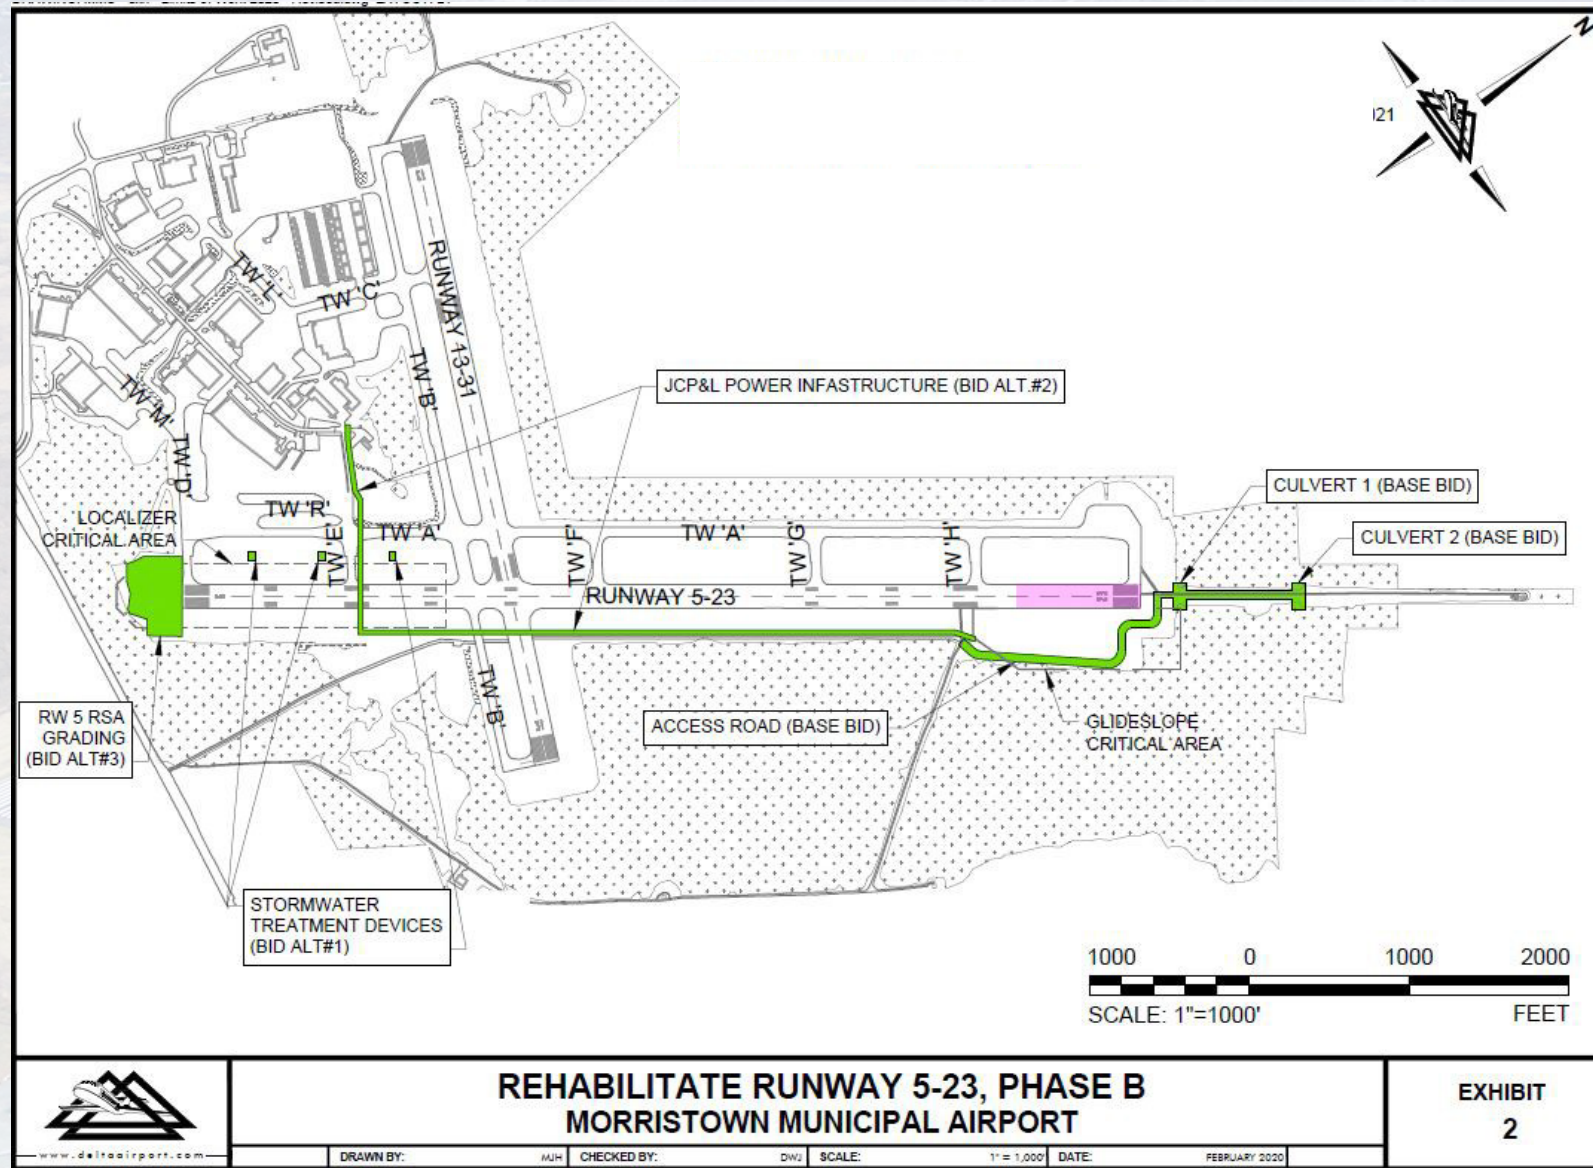 N
021
RUNWAY 13-31
TW 'L'
TW 'C'
TW 'B'
TW 'M'
TW 'D'
JCP&L POWER INFASTRUCTURE (BID ALT.#2)
CULVERT 1 (BASE BID)
CULVERT 2 (BASE BID)
TW 'R'
LOCALIZER
CRITICAL AREA
TW 'E'
TW 'A'
TW 'F'
TW 'A'
TW 'G'
TW 'H'
RUNWAY 5-23
5
23
TW 'B'
RW 5 RSA
GRADING
(BID ALT#3)
ACCESS ROAD (BASE BID)
GLIDESLOPE
CRITICAL AREA
STORMWATER
TREATMENT DEVICES
(BID ALT#1)
1000 0 1000 2000
SCALE: 1"=1000' FEET
REHABILITATE RUNWAY 5-23, PHASE B
MORRISTOWN MUNICIPAL AIRPORT
EXHIBIT
2
www.deltaairport.com
DRAWN BY: MJH CHECKED BY: DWJ SCALE: 1" = 1,000' DATE: FEBRUARY 2020